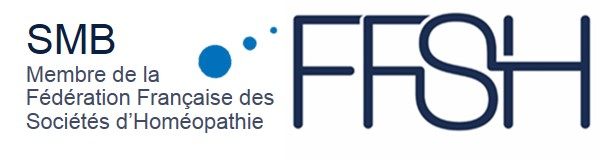 SMB
Membre de la
Fédération Française des
Sociétés d’Homéopathie
FFSH